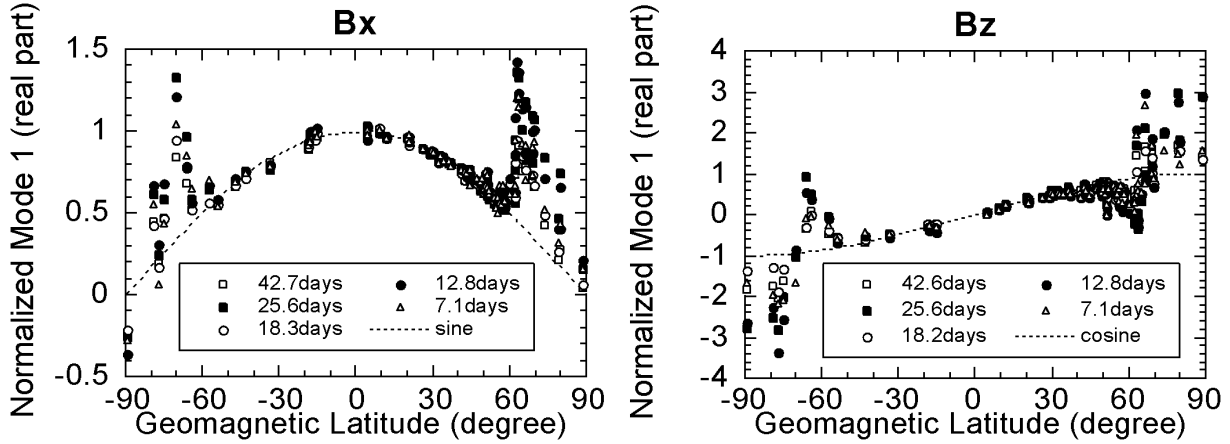 Bx
Normalized Mode 1 (real part)
1.5
1
0.5
0
-0.5
-90
-60
-30
0
30
60
90
Geomagnetic Latitude (degree)
42.7days
12.8days
25.6days
7.1days
18.3days
sine
Bz
Normalized Mode 1 (real part)
4
3
2
1
0
-1
-2
-3
-4
-90
-60
-30
0
30
60
90
Geomagnetic Latitude (degree)
42.6days
12.8days
25.6days
7.1days
18.2days
cosine